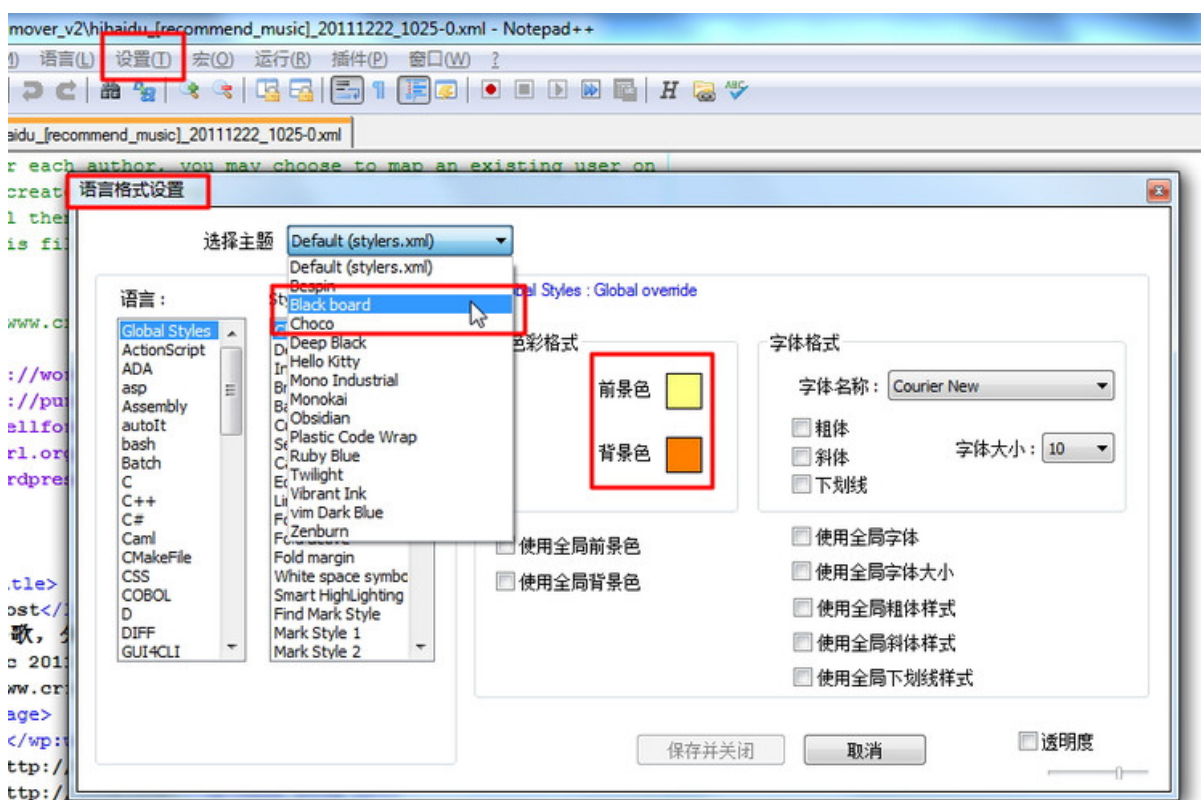 mover_v2\hibaidu_[recommend_music]_20111222_1025-0.xml - Notepad++
语言(L) 设置(T) 宏(O) 运行(R) 插件(P) 窗口(W) ?
aidu_[recommend_music]_20111222_1025-0.xml
r each author, you may choose to map an existing user on
creat
语言格式设置
l the
is fi
选择主题 Default (stylers.xml)
Default (stylers.xml)
Bespin
Black board
Choco
Deep Black
Hello Kitty
Mono Industrial
Monokai
Obsidian
Plastic Code Wrap
Ruby Blue
Twilight
Vibrant Ink
vim Dark Blue
Zenburn
语言：
Global Styles
ActionScript
ADA
asp
Assembly
autoIt
bash
Batch
C
C++
C#
Caml
CMakeFile
CSS
COBOL
D
DIFF
GUI4CLI
Fold margin
White space symbo
Smart HighLighting
Find Mark Style
Mark Style 1
Mark Style 2
Styles : Global override
色彩格式
前景色
背景色
字体格式
字体名称： Courier New
粗体
斜体
下划线
字体大小： 10
使用全局前景色
使用全局背景色
使用全局字体
使用全局字体大小
使用全局粗体样式
使用全局斜体样式
使用全局下划线样式
保存并关闭
取消
透明度
www.c
://wo
://pu
ellfo
rl.or
rdpres
tle>
ost</
歌，
c 201
ww.cr
age>
</wp:
ttp:/
ttp:/